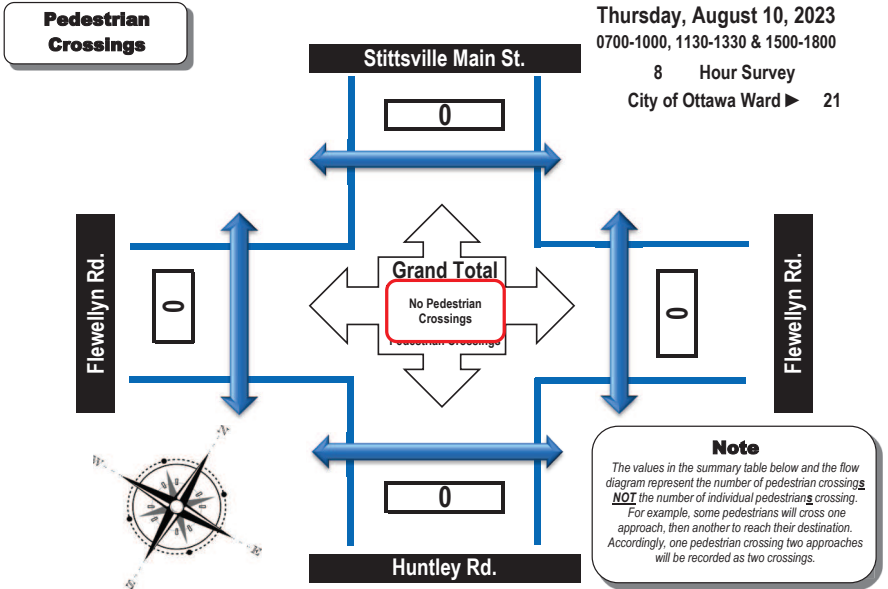 Pedestrian
Crossings
Thursday, August 10, 2023
0700-1000, 1130-1330 & 1500-1800
8 Hour Survey
City of Ottawa Ward ► 21
Stittsville Main St.
0
Flewellyn Rd.
0
Grand Total
No Pedestrian
Crossings
Pedestrian Crossings
0
Flewellyn Rd.
N
W
E
S
0
Huntley Rd.
Note
The values in the summary table below and the flow
diagram represent the number of pedestrian crossings
NOT the number of individual pedestrians crossing.
For example, some pedestrians will cross one
approach, then another to reach their destination.
Accordingly, one pedestrian crossing two approaches
will be recorded as two crossings.